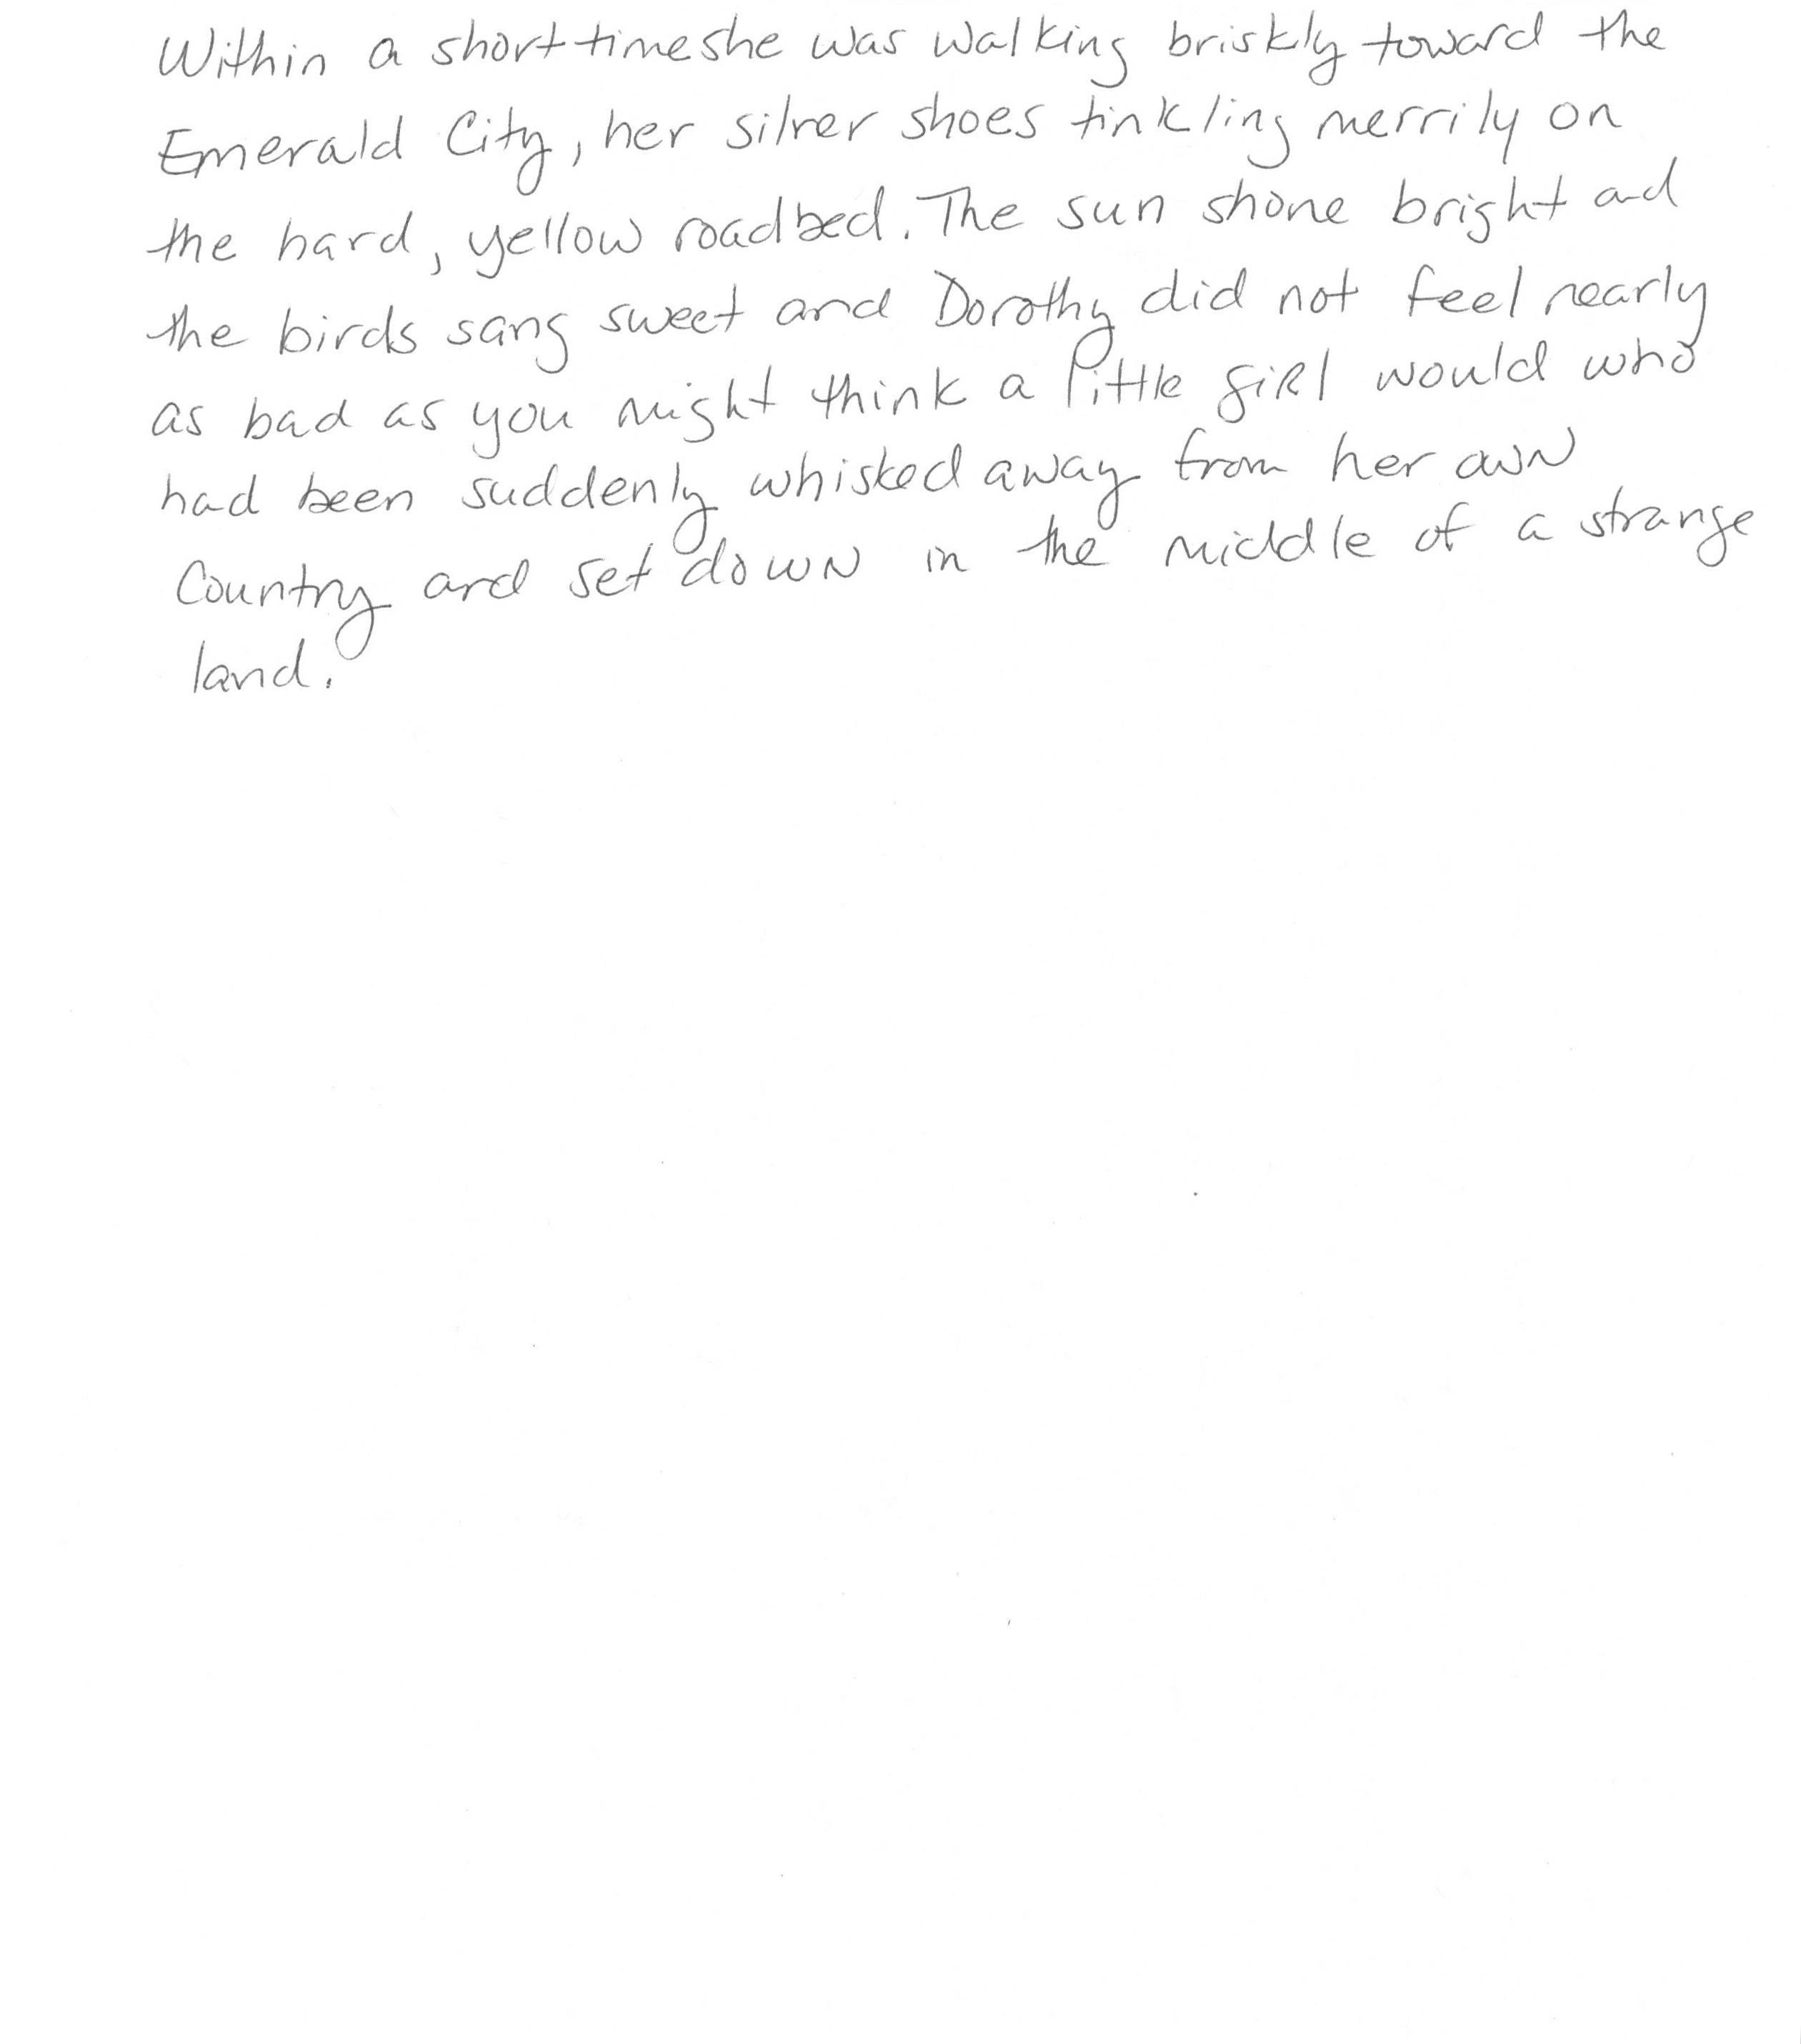 Within a short time she was walking briskly toward the
Emerald City, her silver shoes tinkling merrily on
the hard, yellow roadbed. The sun shone bright and
the birds sang sweet and Dorothy did not feel nearly
as bad as you might think a little girl would who
had been suddenly whisked away from her own
Country and set down in the middle of a strange
land.